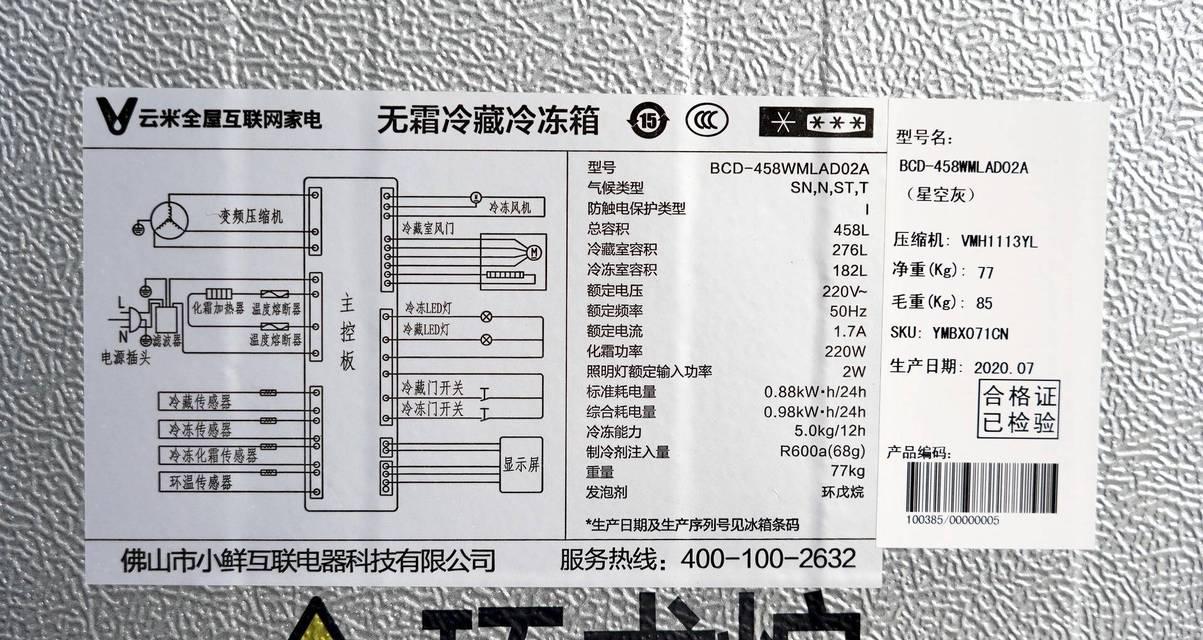 云米全屋互联网家电
无霜冷藏冷冻箱
15
变频压缩机
L
N
电源插头
滤波器
化霜加热器
温度熔断器
温度熔断器
冷藏传感器
冷冻传感器
冷冻化霜传感器
环温传感器
主控板
冷冻风机
冷藏室风门
M
冷冻LED灯
冷藏LED灯
冷藏门开关
冷冻门开关
显示屏
型号 BCD-458WMLAD02A
气候类型 SN,N,ST,T
防触电保护类型 I
总容积 458L
冷藏室容积 276L
冷冻室容积 182L
额定电压 220V~
额定频率 50Hz
额定电流 1.7A
化霜功率 220W
照明灯额定输入功率 2W
标准耗电量 0.88kW·h/24h
综合耗电量 0.98kW·h/24h
冷冻能力 5.0kg/12h
制冷剂注入量 R600a(68g)
重量 77kg
发泡剂 环戊烷
*生产日期及生产序列号见冰箱条码
佛山市小鲜互联电器科技有限公司
服务热线：400-100-2632
型号名：
BCD-458WMLAD02A
（星空灰）
压缩机: VMH1113YL
净重(Kg): 77
毛重(Kg): 85
SKU: YMBX071CN
生产日期: 2020.07
合格证
已检验
产品编码:
100385/00000005